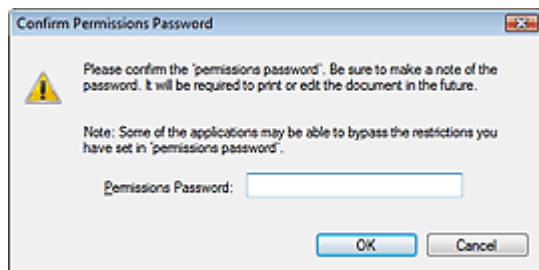 Confirm Permissions Password
Please confirm the "permissions password". Be sure to make a note of the
password. It will be required to print or edit the document in the future.
Note: Some of the applications may be able to bypass the restrictions you
have set in "permissions password".
Permissions Password:
OK
Cancel